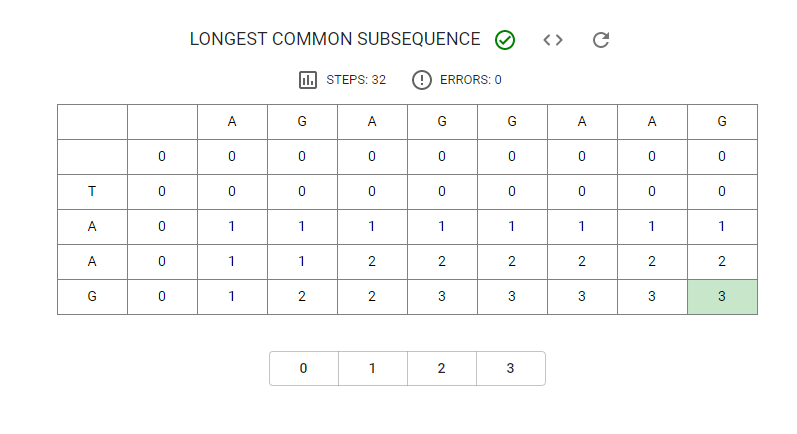 LONGEST COMMON SUBSEQUENCE
STEPS: 32 ERRORS: 0
A G A G G A A G
0 0 0 0 0 0 0 0 0
T 0 0 0 0 0 0 0 0 0
A 0 1 1 1 1 1 1 1 1
A 0 1 1 2 2 2 2 2 2
G 0 1 2 2 3 3 3 3 3
0 1 2 3